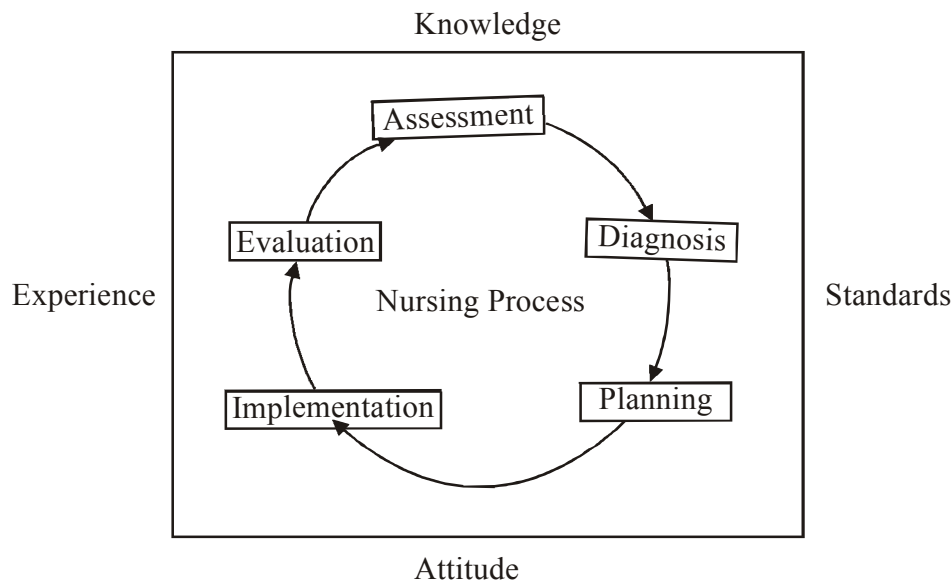 Knowledge
Assessment
Evaluation
Diagnosis
Experience
Nursing Process
Standards
Implementation
Planning
Attitude